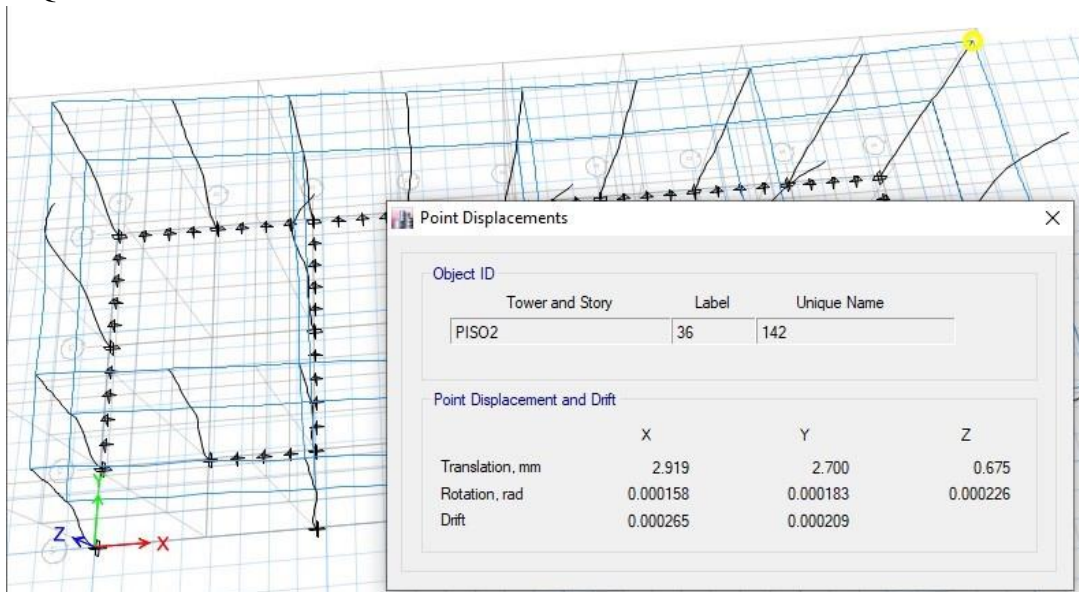 Point Displacements
Object ID
Tower and Story Label Unique Name
PISO2 36 142
Point Displacement and Drift
X Y Z
Translation, mm 2.919 2.700 0.675
Rotation, rad 0.000158 0.000183 0.000226
Drift 0.000265 0.000209
Y
Z X